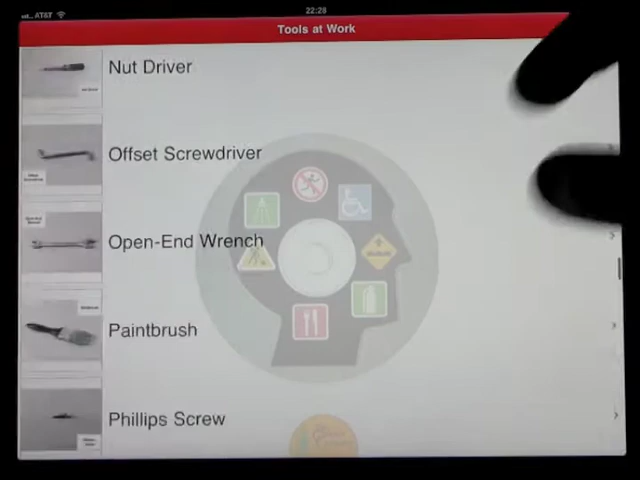 AT&T
22:28
Tools at Work
Nut Driver
Offset Screwdriver
Open-End Wrench
Paintbrush
Phillips Screw